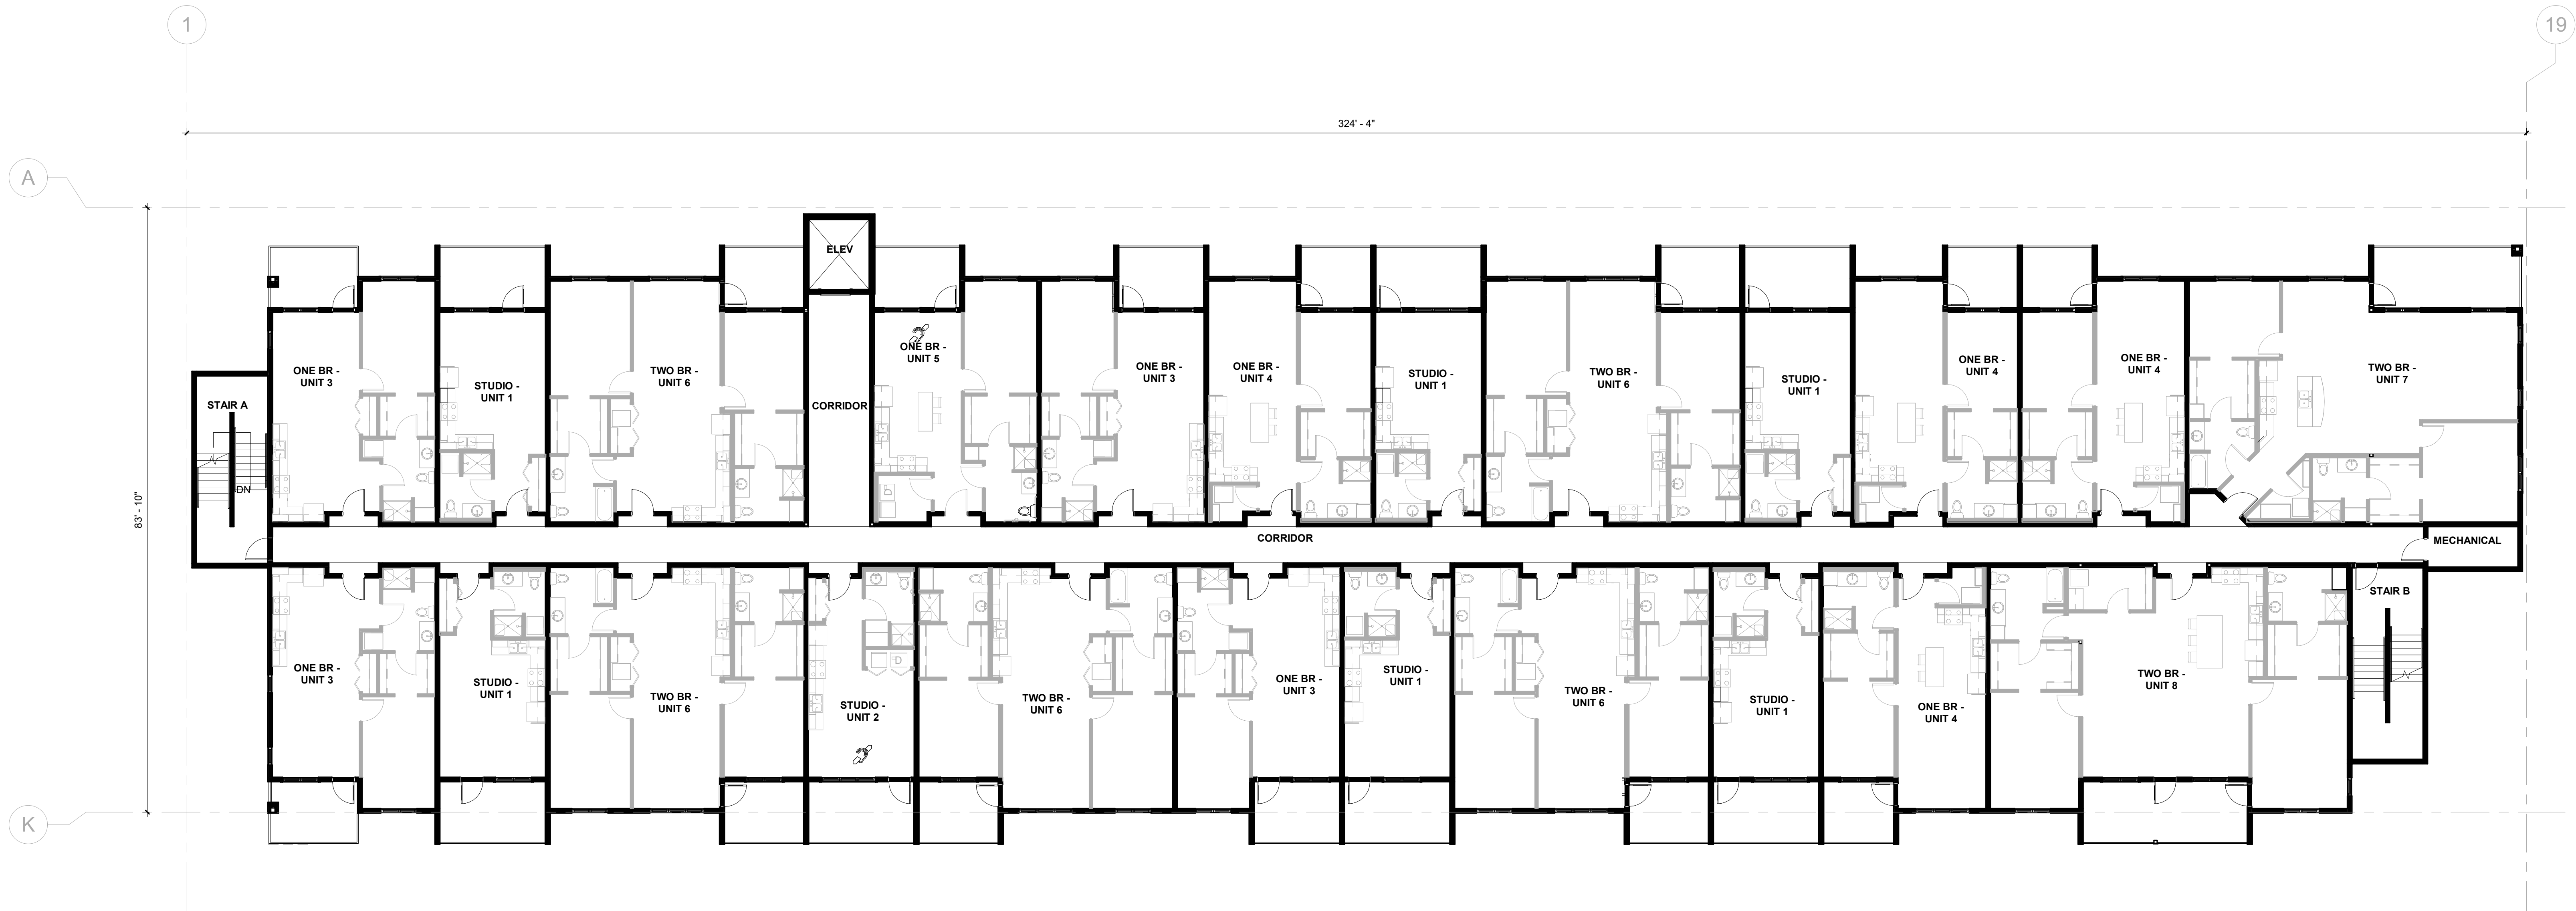 1
19
324' - 4"
A
ELEV
ONE BR -
UNIT 3
STUDIO -
UNIT 1
TWO BR -
UNIT 6
CORRIDOR
ONE BR -
UNIT 5
ONE BR -
UNIT 3
ONE BR -
UNIT 4
STUDIO -
UNIT 1
TWO BR -
UNIT 6
STUDIO -
UNIT 1
ONE BR -
UNIT 4
ONE BR -
UNIT 4
TWO BR -
UNIT 7
STAIR A
DN
D
83' - 10"
CORRIDOR
MECHANICAL
STAIR B
ONE BR -
UNIT 3
STUDIO -
UNIT 1
TWO BR -
UNIT 6
D
STUDIO -
UNIT 2
TWO BR -
UNIT 6
ONE BR -
UNIT 3
STUDIO -
UNIT 1
TWO BR -
UNIT 6
STUDIO -
UNIT 1
ONE BR -
UNIT 4
TWO BR -
UNIT 8
K